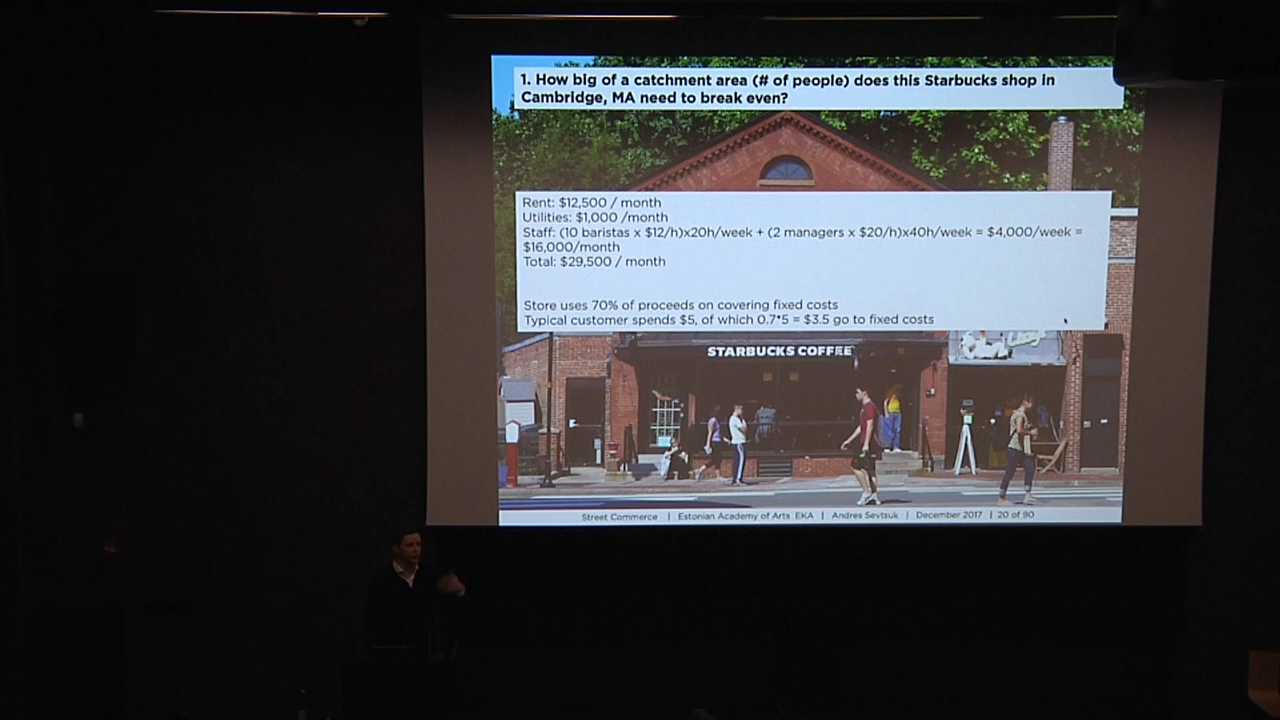 1. How big of a catchment area (# of people) does this Starbucks shop in
Cambridge, MA need to break even?
Rent: $12,500 / month
Utilities: $1,000 /month
Staff: (10 baristas x $12/h)x20h/week + (2 managers x $20/h)x40h/week = $4,000/week =
$16,000/month
Total: $29,500 / month
Store uses 70% of proceeds on covering fixed costs
Typical customer spends $5, of which 0.7*5 = $3.5 go to fixed costs
STARBUCKS COFFEE
Street Commerce | Estonian Academy of Arts EKA | Andres Sevtsuk | December 2017 | 20 of 90